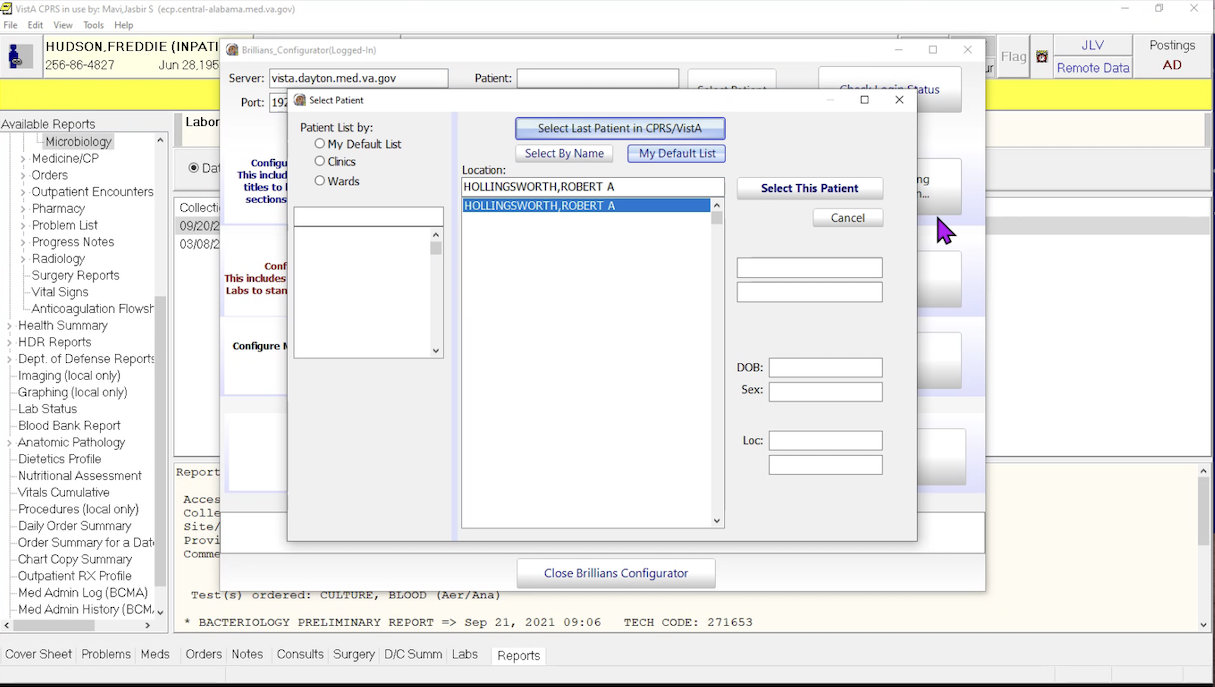 VistA CPRS in use by: Mavi,Jasbir S (ecp.central-alabama.med.va.gov)
File Edit View Tools Help
HUDSON,FREDDIE (INPATI
256-86-4827 Jun 28,195
Flag
JLV
Remote Data
Postings
AD
Available Reports
Microbiology
Medicine/CP
Orders
Outpatient Encounters
Pharmacy
Problem List
Progress Notes
Radiology
Surgery Reports
Vital Signs
Anticoagulation Flowsh
Health Summary
HDR Reports
Dept. of Defense Reports
Imaging (local only)
Graphing (local only)
Lab Status
Blood Bank Report
Anatomic Pathology
Dietetics Profile
Nutritional Assessment
Vitals Cumulative
Procedures (local only)
Daily Order Summary
Order Summary for a Date
Chart Copy Summary
Outpatient RX Profile
Med Admin Log (BCMA)
Med Admin History (BCM
Labor
Dat
Collecti
09/20/2
03/08/2
Report
Acces
Colle
Site/
Provi
Comme
Test(s) ordered: CULTURE, BLOOD (Aer/Ana)
* BACTERIOLOGY PRELIMINARY REPORT => Sep 21, 2021 09:06 TECH CODE: 271653
Brillians_Configurator(Logged-In)
Server: vista.dayton.med.va.gov
Patient:
Check Login Status
Port: 192
Configu
This includ
titles to l
sections
ng
n...
Conf
This includes
Labs to stan
Configure M
Close Brillians Configurator
Select Patient
Patient List by:
My Default List
Clinics
Wards
Select Last Patient in CPRS/VistA
Select By Name
My Default List
Location:
HOLLINGSWORTH,ROBERT A
HOLLINGSWORTH,ROBERT A
Select This Patient
Cancel
DOB:
Sex:
Loc:
Cover Sheet Problems Meds Orders Notes Consults Surgery D/C Summ Labs Reports